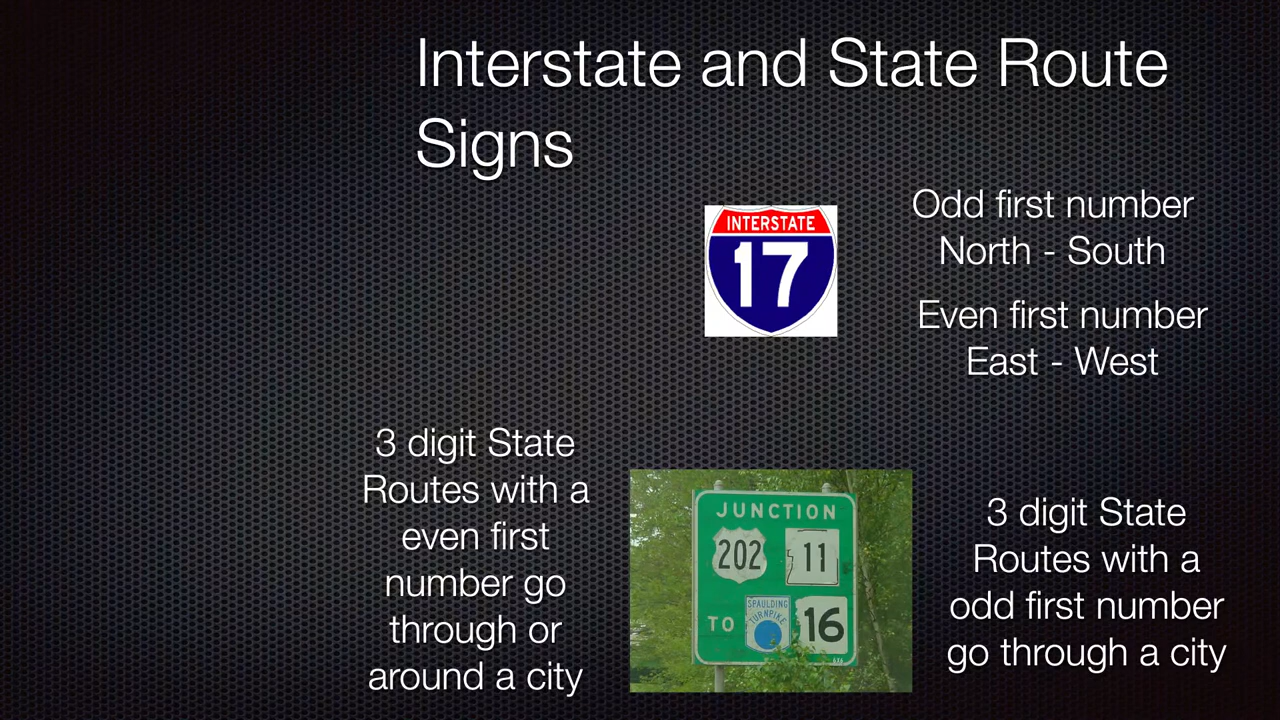 Interstate and State Route
Signs
INTERSTATE
17
Odd first number
North - South
Even first number
East - West
3 digit State
Routes with a
even first
number go
through or
around a city
JUNCTION
202 11
SPAULDING
TURNPIKE
TO 16
3 digit State
Routes with a
odd first number
go through a city